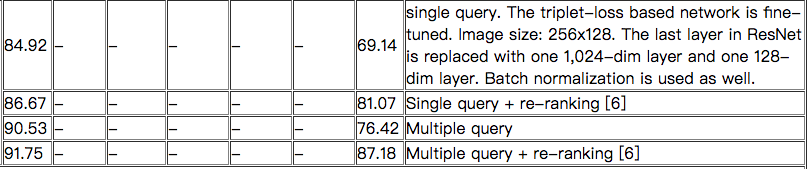 single query. The triplet-loss based network is fine-
84.92 – – – – – 69.14 tuned. Image size: 256x128. The last layer in ResNet
is replaced with one 1,024-dim layer and one 128-
dim layer. Batch normalization is used as well.
86.67 – – – – – 81.07 Single query + re-ranking [6]
90.53 – – – – – 76.42 Multiple query
91.75 – – – – – 87.18 Multiple query + re-ranking [6]